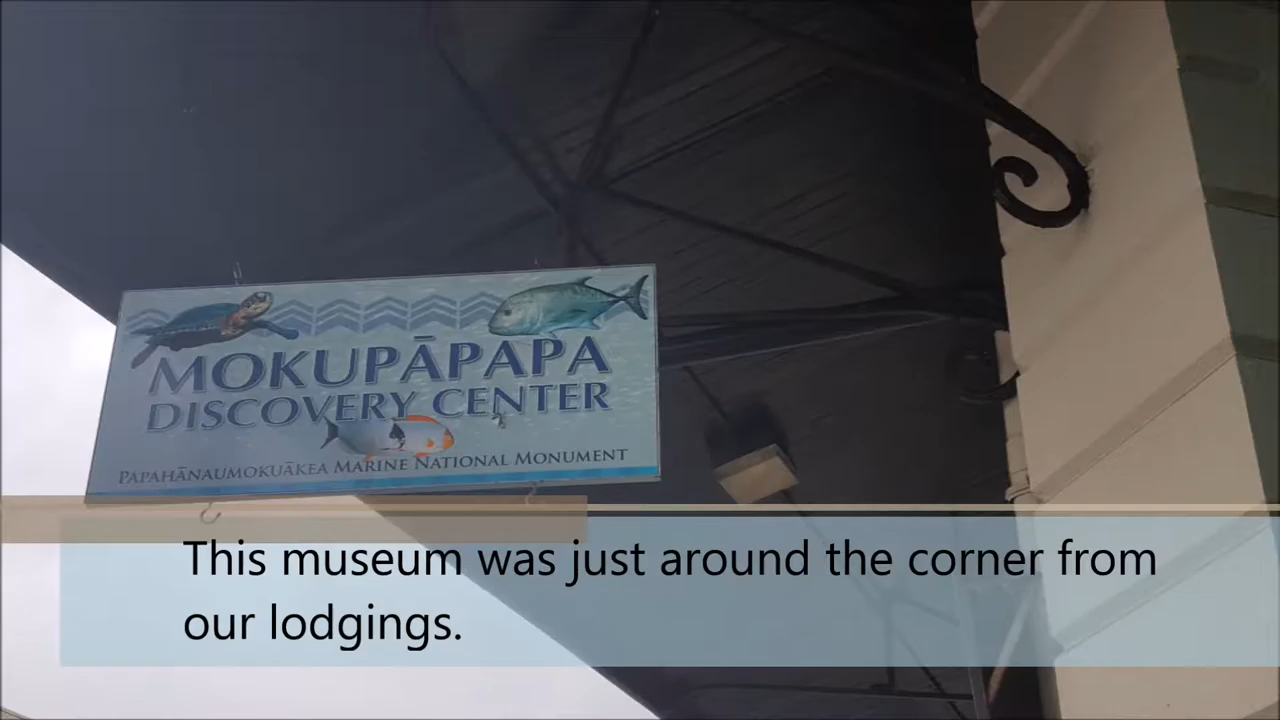 MOKUPĀPAPA
DISCOVERY CENTER
PAPAHĀNAUMOKUĀKEA MARINE NATIONAL MONUMENT
This museum was just around the corner from
our lodgings.